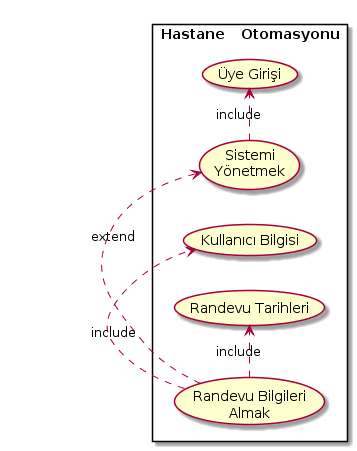 Hastane Otomasyonu
Üye Girişi
include
Sistemi
Yönetmek
extend
Kullanıcı Bilgisi
Randevu Tarihleri
include
include
Randevu Bilgileri
Almak